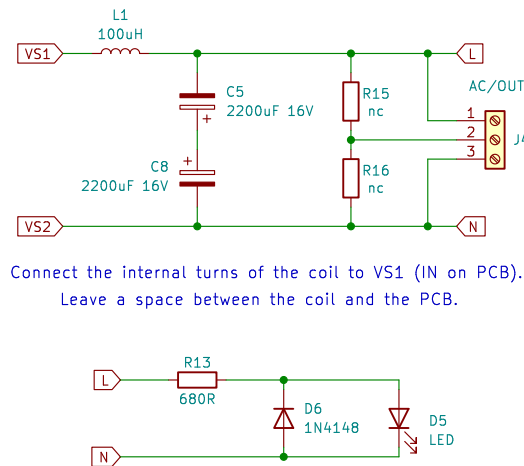 L1
100uH
VS1
L
C5
2200uF 16V
+
R15
nc
AC/OUT
1
2
3
J4
+
C8
2200uF 16V
R16
nc
VS2
N
Connect the internal turns of the coil to VS1 (IN on PCB).
Leave a space between the coil and the PCB.
R13
L
680R
D6
1N4148
D5
LED
N